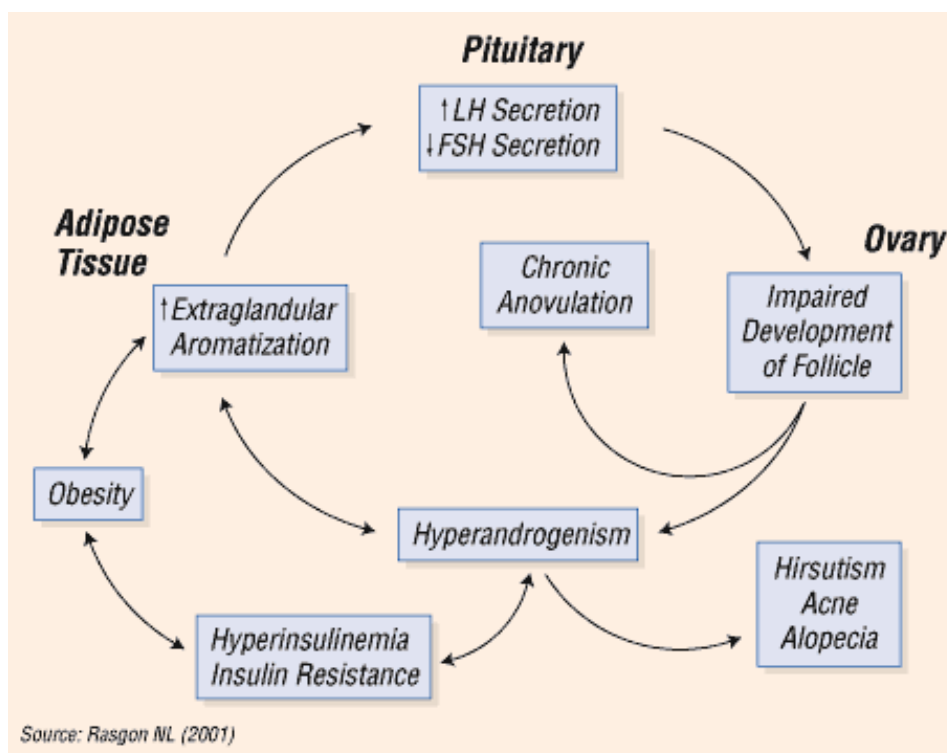 Pituitary
↑LH Secretion
↓FSH Secretion
Adipose
Tissue
Ovary
↑Extraglandular
Aromatization
Chronic
Anovulation
Impaired
Development
of Follicle
Obesity
Hyperandrogenism
Hirsutism
Acne
Alopecia
Hyperinsulinemia
Insulin Resistance
Source: Rasgon NL (2001)